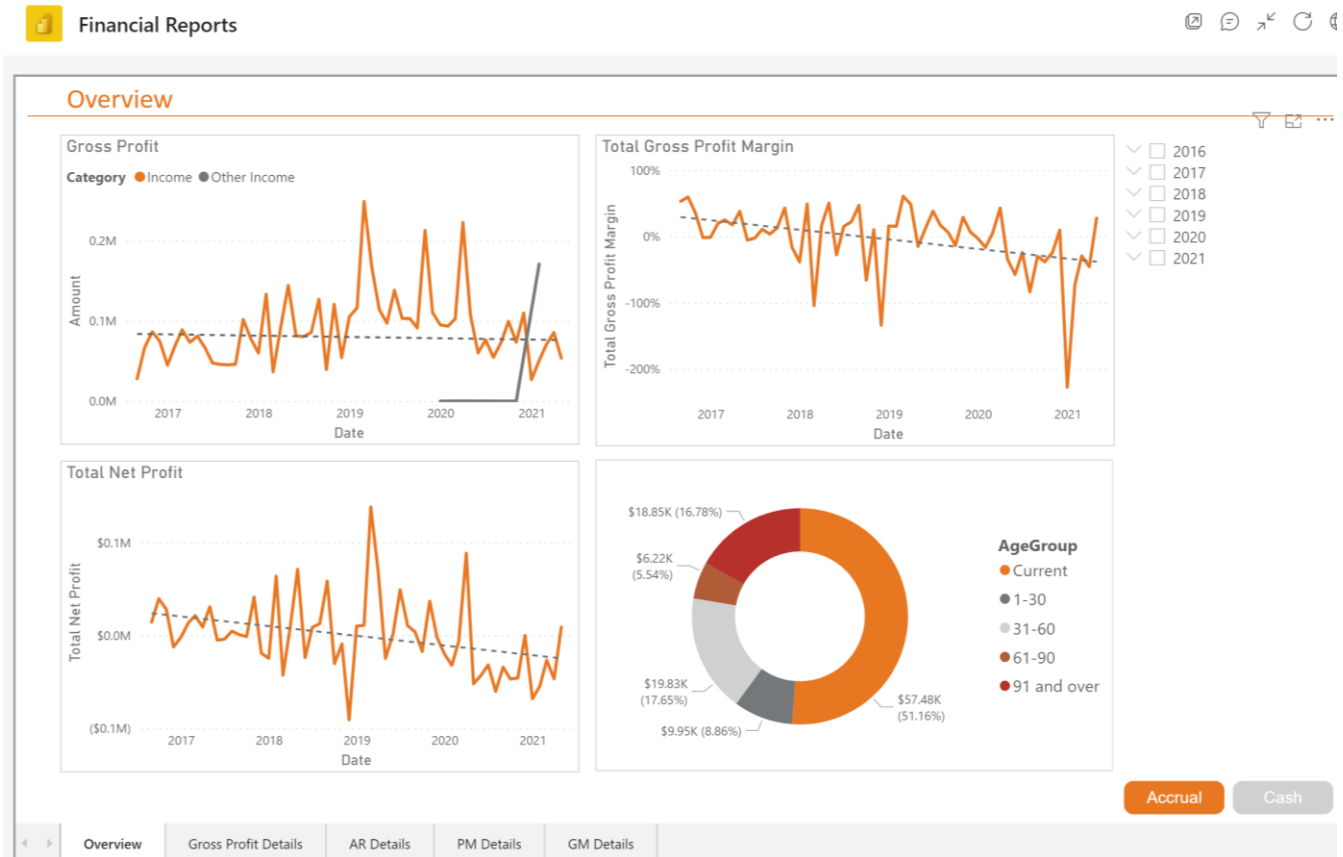 Financial Reports
Overview
Gross Profit
Category Income Other Income
Amount
0.2M
0.1M
0.0M
2017 2018 2019 2020 2021
Date
Total Gross Profit Margin
Total Gross Profit Margin
100%
0%
-100%
-200%
2017 2018 2019 2020 2021
Date
2016
2017
2018
2019
2020
2021
Total Net Profit
Total Net Profit
$0.1M
$0.0M
($0.1M)
2017 2018 2019 2020 2021
Date
$18.85K (16.78%)
$6.22K
(5.54%)
$19.83K
(17.65%)
$9.95K (8.86%)
$57.48K
(51.16%)
AgeGroup
Current
1-30
31-60
61-90
91 and over
Accrual Cash
Overview Gross Profit Details AR Details PM Details GM Details